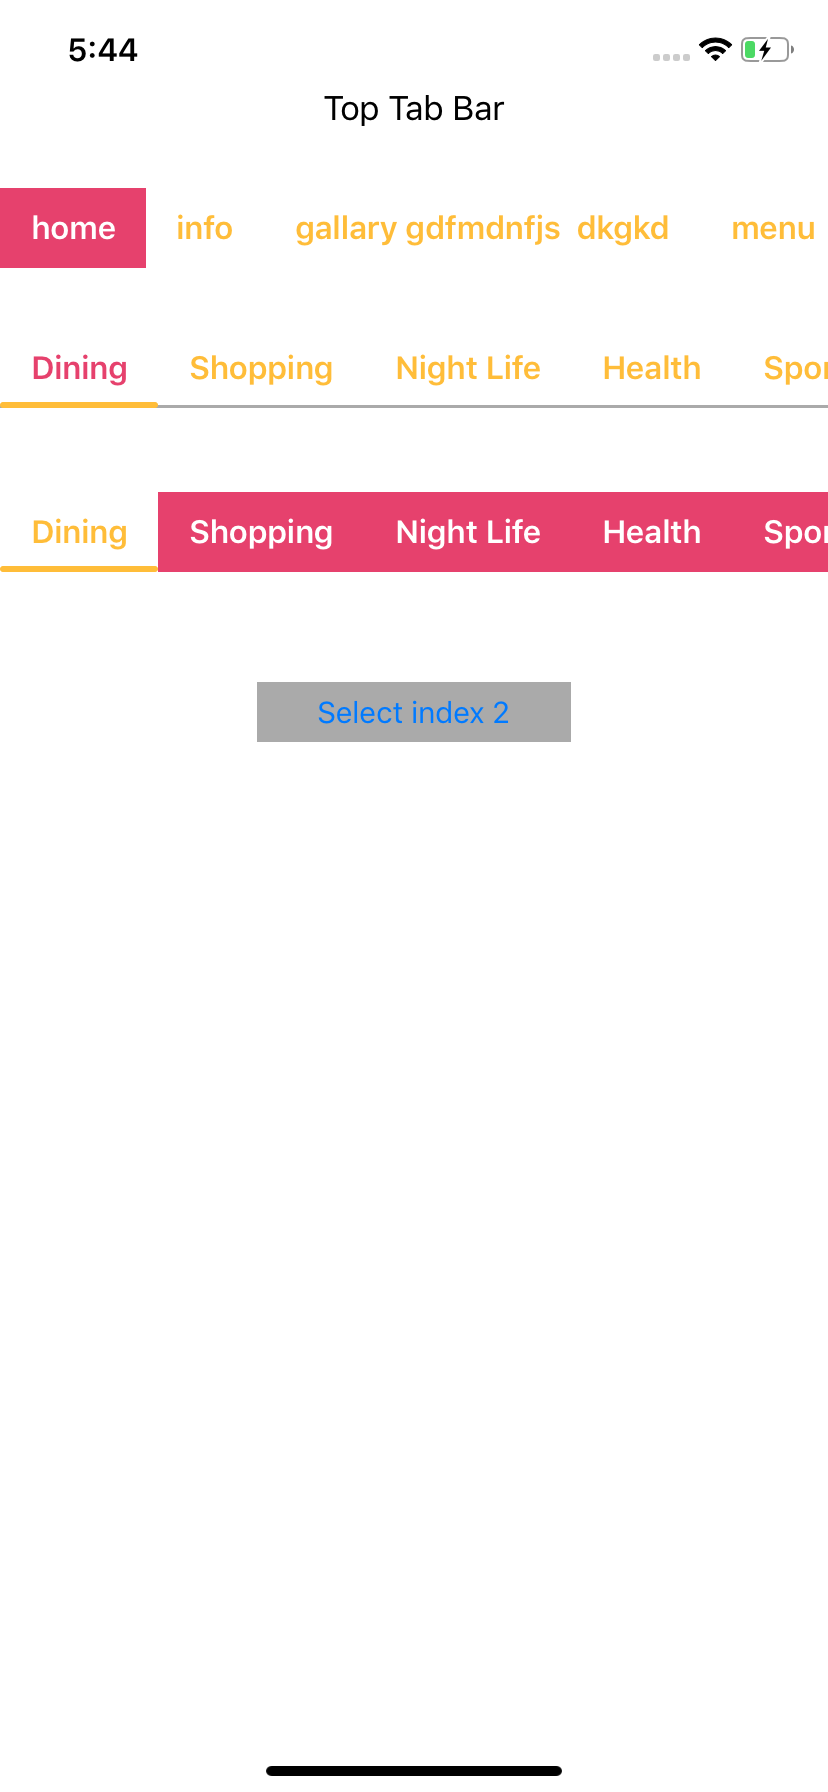 5:44
Top Tab Bar
home info gallary gdfmdnfjs dkgkd menu
Dining Shopping Night Life Health Spor
Dining Shopping Night Life Health Spor
Select index 2